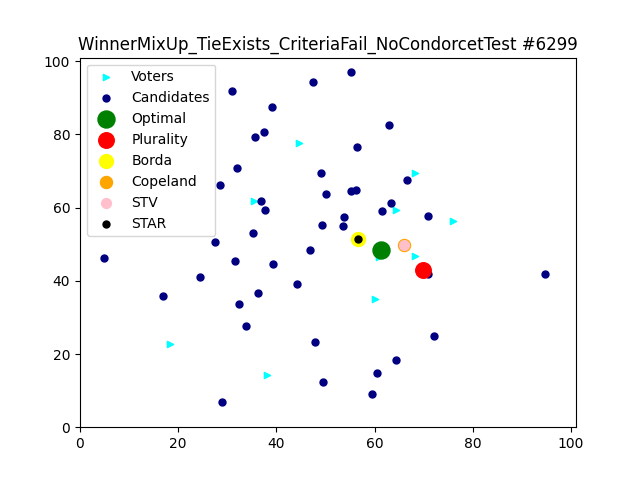 WinnerMixUp_TieExists_CriteriaFail_NoCondorcetTest #6299
100
80
60
40
20
0
0 20 40 60 80 100
Voters
Candidates
Optimal
Plurality
Borda
Copeland
STV
STAR